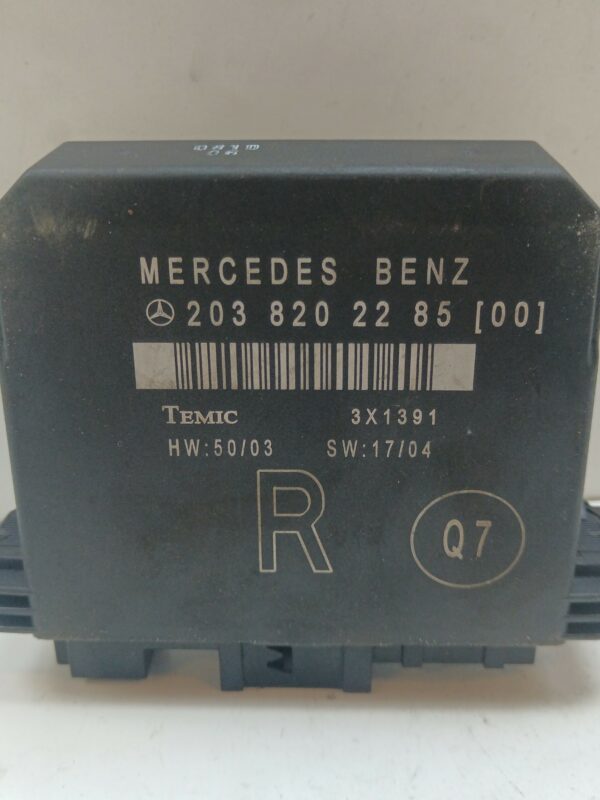 MERCEDES BENZ
203 820 22 85 [00]
TEMIC 3X1391
HW:50/03 SW:17/04
R
Q7